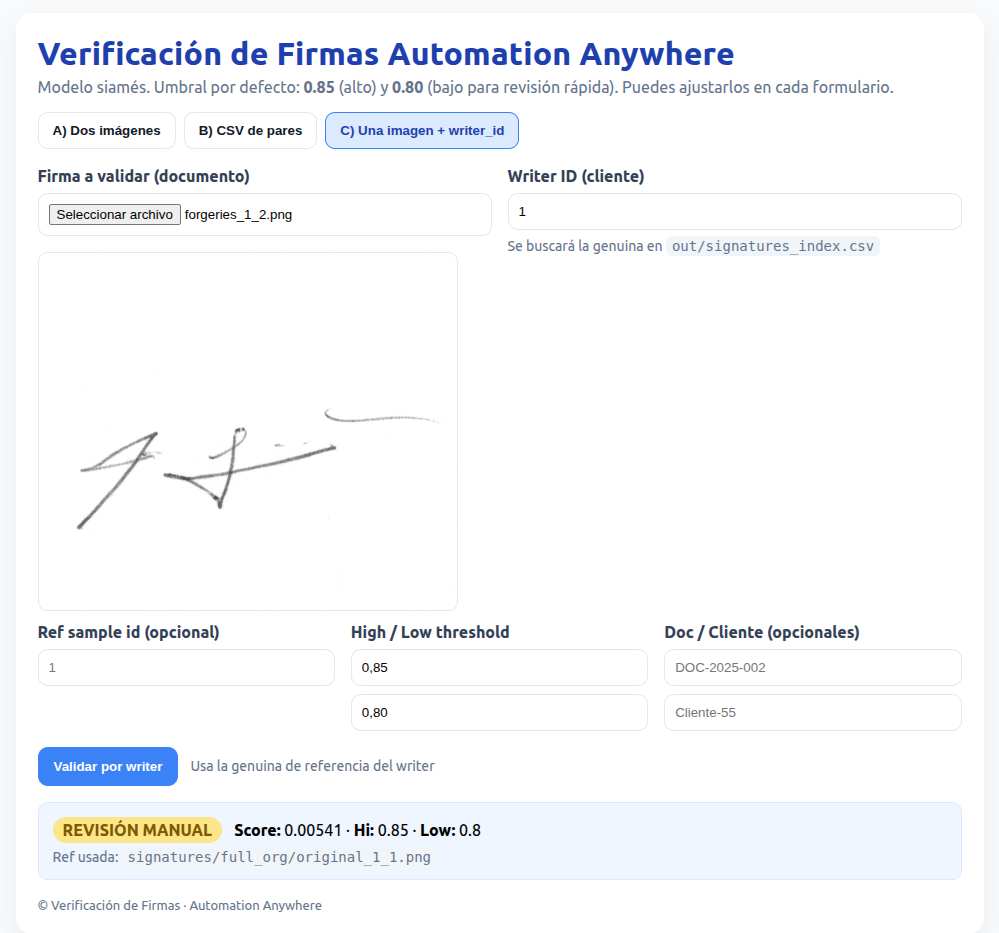 Verificación de Firmas Automation Anywhere
Modelo siamés. Umbral por defecto: 0.85 (alto) y 0.80 (bajo para revisión rápida). Puedes ajustarlos en cada formulario.
A) Dos imágenes B) CSV de pares C) Una imagen + writer_id
Firma a validar (documento)
Seleccionar archivo forgeries_1_2.png
Writer ID (cliente)
1
Se buscará la genuina en out/signatures_index.csv
Ref sample id (opcional)
1
High / Low threshold
0,85
0,80
Doc / Cliente (opcionales)
DOC-2025-002
Cliente-55
Validar por writer Usa la genuina de referencia del writer
REVISIÓN MANUAL Score: 0.00541 · Hi: 0.85 · Low: 0.8
Ref usada: signatures/full_org/original_1_1.png
© Verificación de Firmas · Automation Anywhere